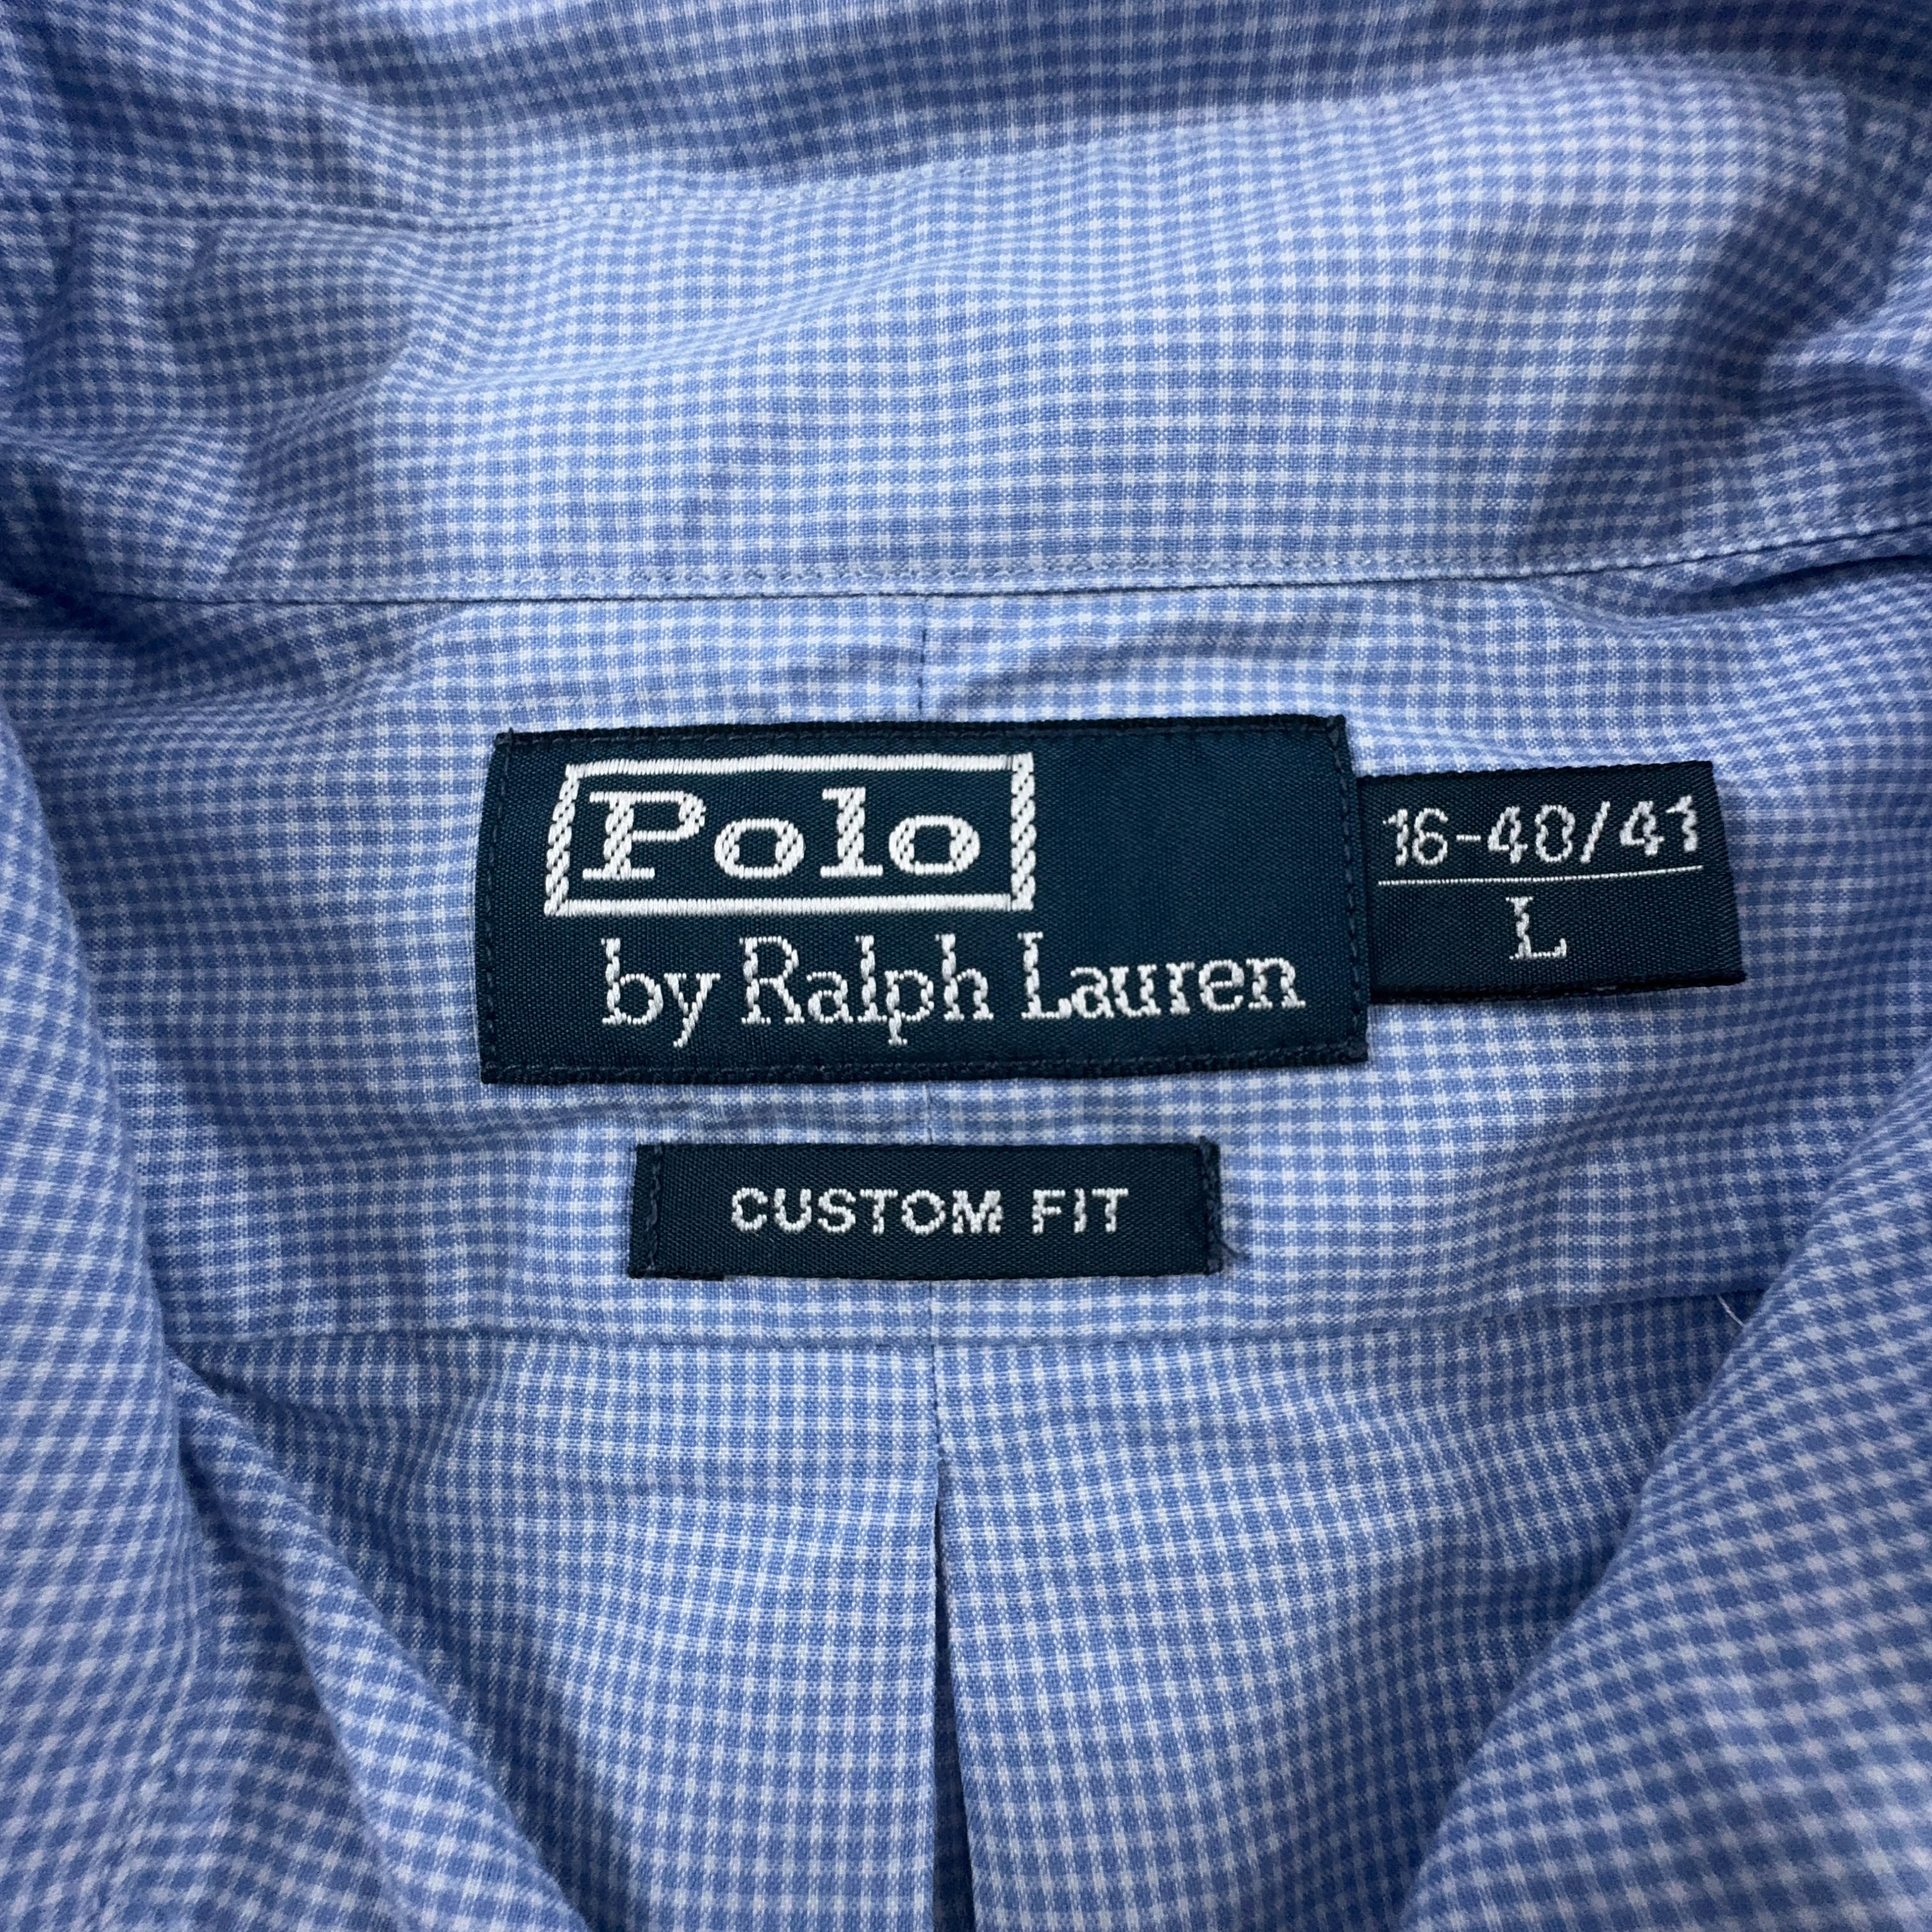 Polo
by Ralph Lauren
16-40/41
L
CUSTOM FIT